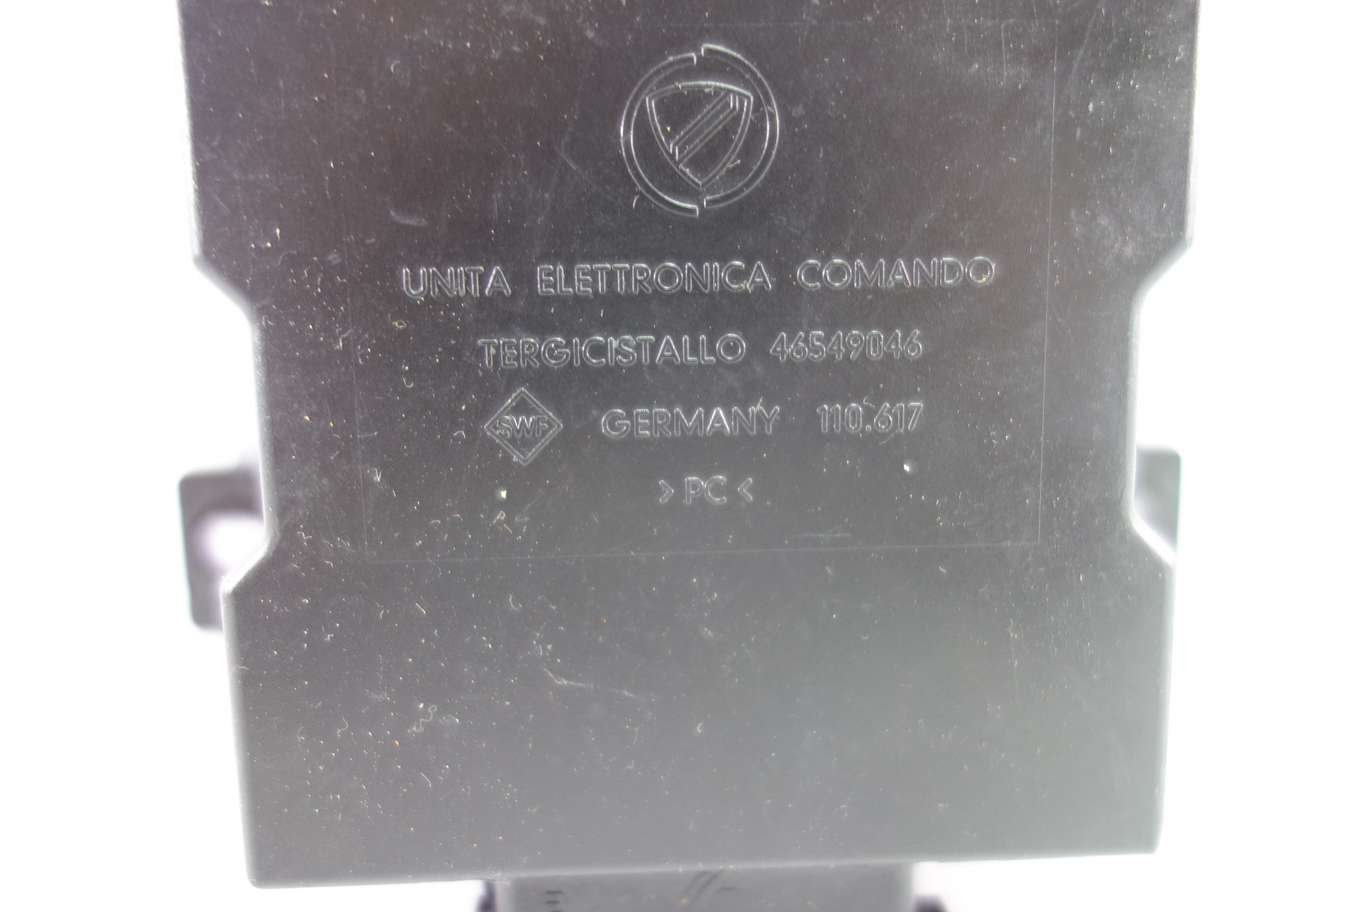 UNITA ELETTRONICA COMANDO
TERGICISTALLO 46549046
SWF GERMANY 110.617
>PC<